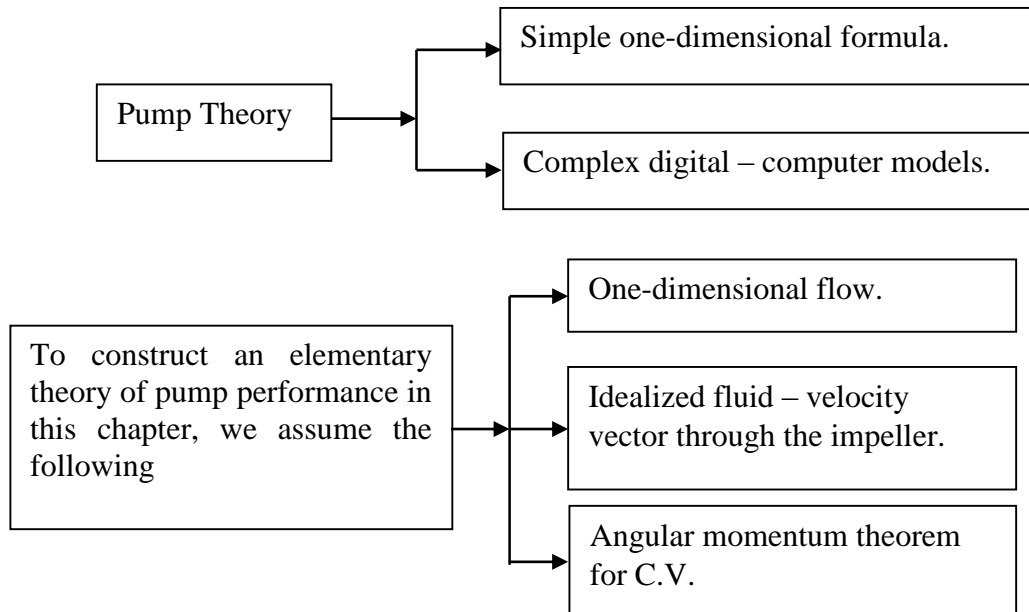 Simple one-dimensional formula.
Pump Theory
Complex digital – computer models.
One-dimensional flow.
To construct an elementary
theory of pump performance in
this chapter, we assume the
following
Idealized fluid – velocity
vector through the impeller.
Angular momentum theorem
for C.V.